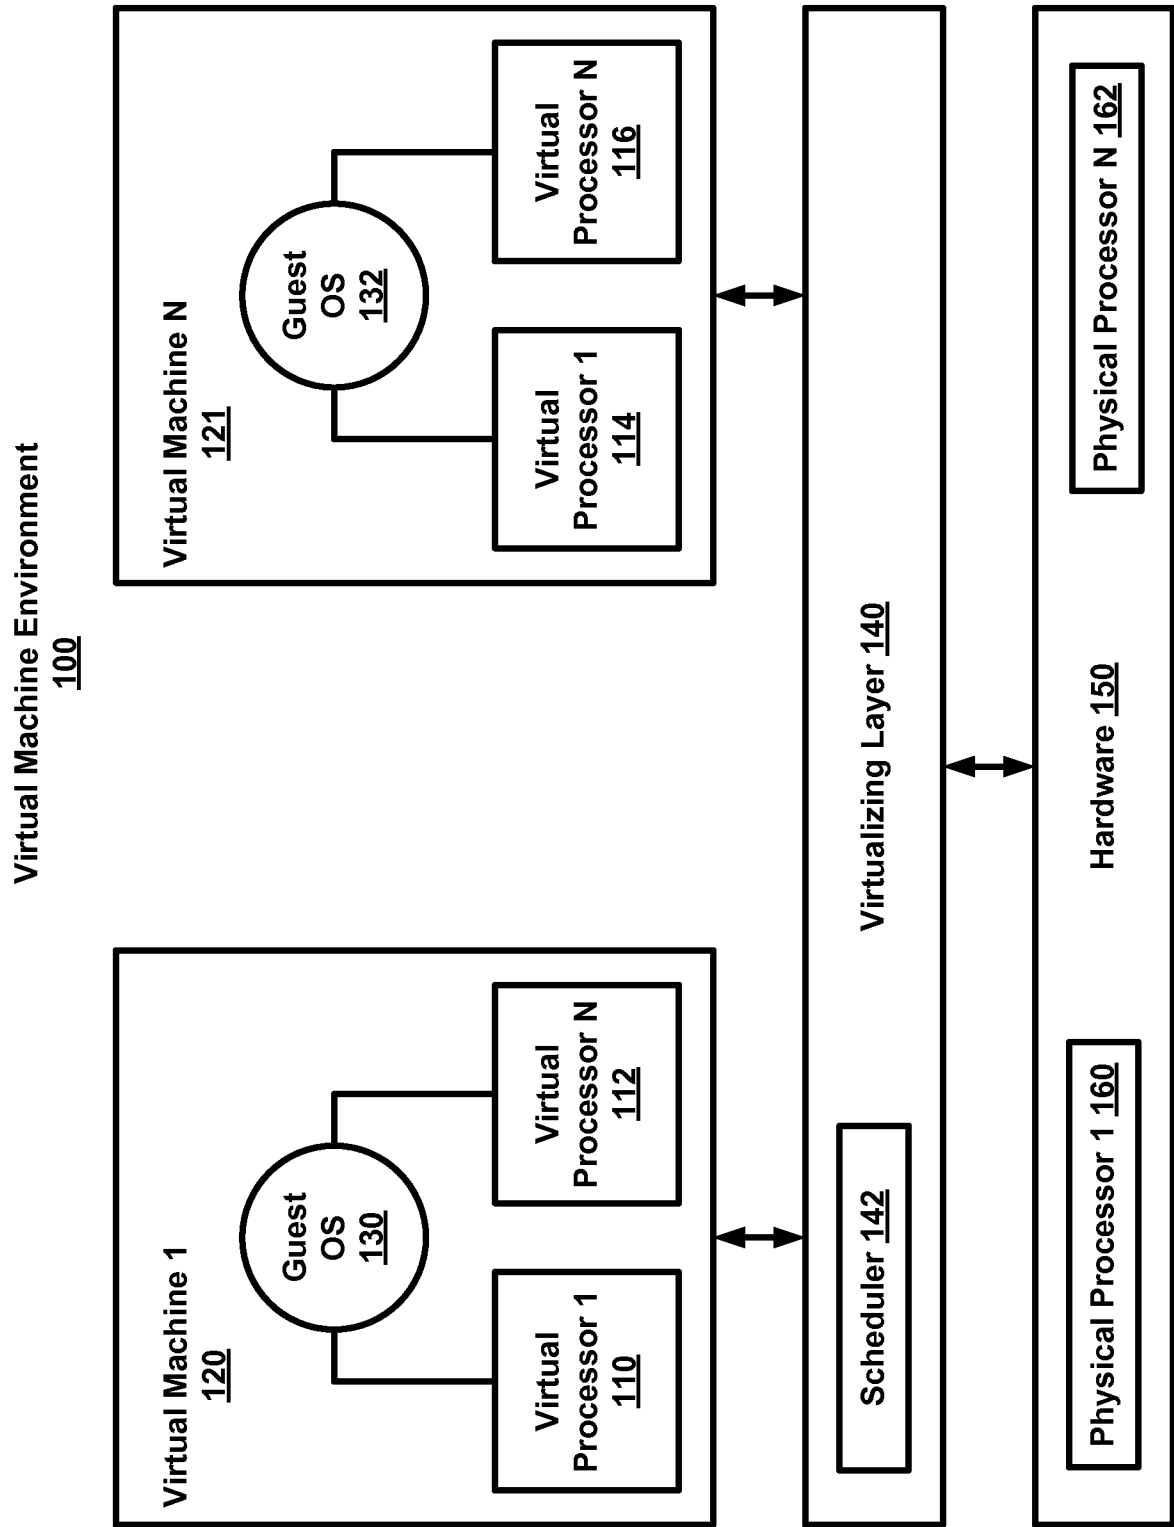 Virtual Machine Environment
100
Virtual Machine 1
120
Guest
OS
130
Virtual
Processor 1
110
Virtual
Processor N
112
Virtual Machine N
121
Guest
OS
132
Virtual
Processor 1
114
Virtual
Processor N
116
Scheduler 142
Virtualizing Layer 140
Physical Processor 1 160
Hardware 150
Physical Processor N 162